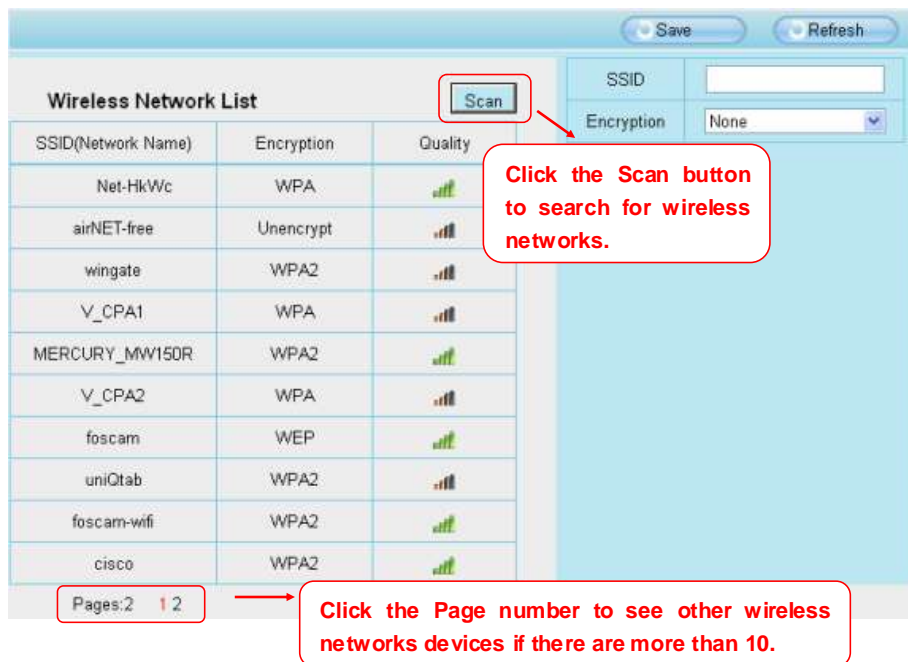 Save Refresh
SSID
Wireless Network List Scan
Encryption None
SSID(Network Name) Encryption Quality
Click the Scan button
to search for wireless
networks.
Net-HkWc WPA
airNET-free Unencrypt
wingate WPA2
V_CPA1 WPA
MERCURY_MW150R WPA2
V_CPA2 WPA
foscam WEP
uniQtab WPA2
foscam-wifi WPA2
cisco WPA2
Pages:2 1 2
Click the Page number to see other wireless
networks devices if there are more than 10.